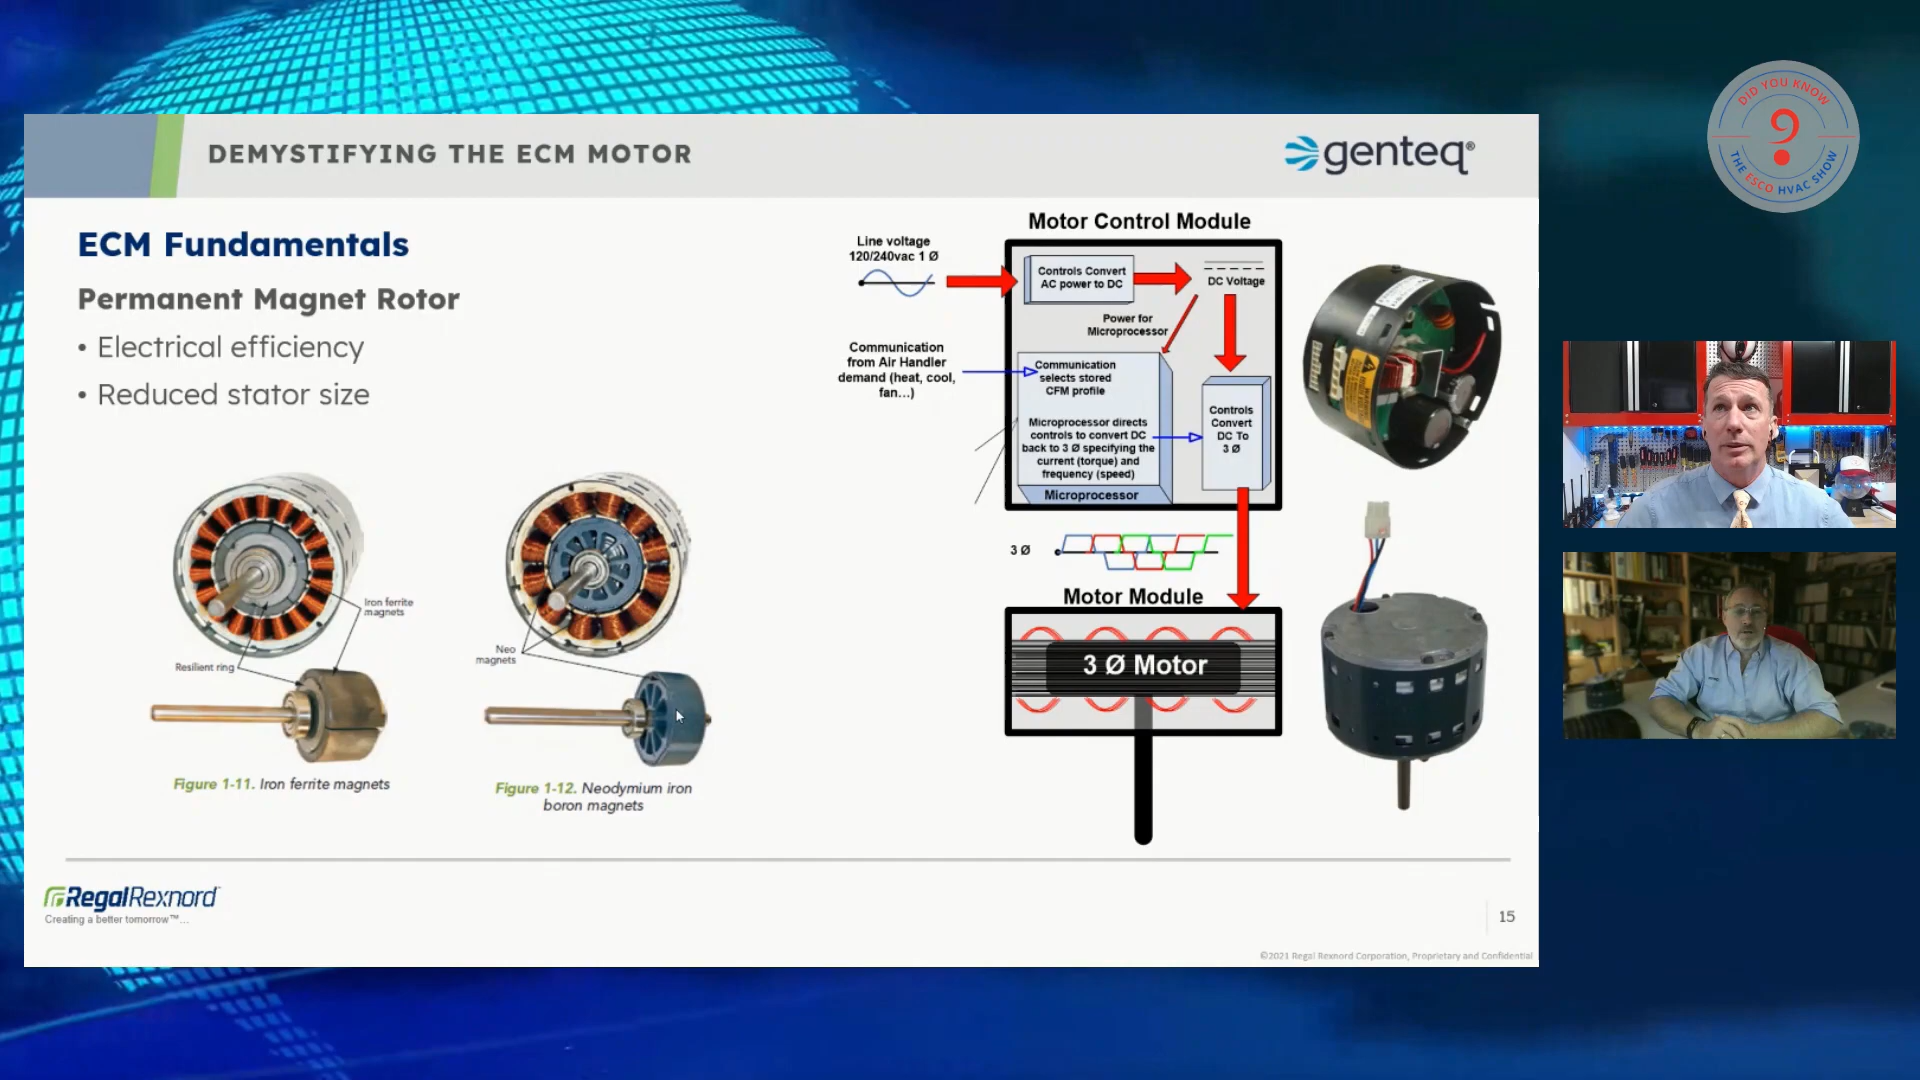 DEMYSTIFYING THE ECM MOTOR
genteq®
DID YOU KNOW
?
THE ESCO HVAC SHOW
ECM Fundamentals
Permanent Magnet Rotor
• Electrical efficiency
• Reduced stator size
Iron ferrite
magnets
Resilient ring
Figure 1-11. Iron ferrite magnets
Neo
magnets
Figure 1-12. Neodymium iron
boron magnets
Motor Control Module
Line voltage
120/240vac 1 Ø
Controls Convert
AC power to DC
DC Voltage
Power for
Microprocessor
Communication
from Air Handler
demand (heat, cool,
fan...)
Communication
selects stored
CFM profile
Microprocessor directs
controls to convert DC
back to 3 Ø specifying the
current (torque) and
frequency (speed)
Microprocessor
Controls
Convert
DC To
3 Ø
3 Ø
Motor Module
3 Ø Motor
RegalRexnord
Creating a better tomorrow™...
15
©2021 Regal Rexnord Corporation, Proprietary and Confidential